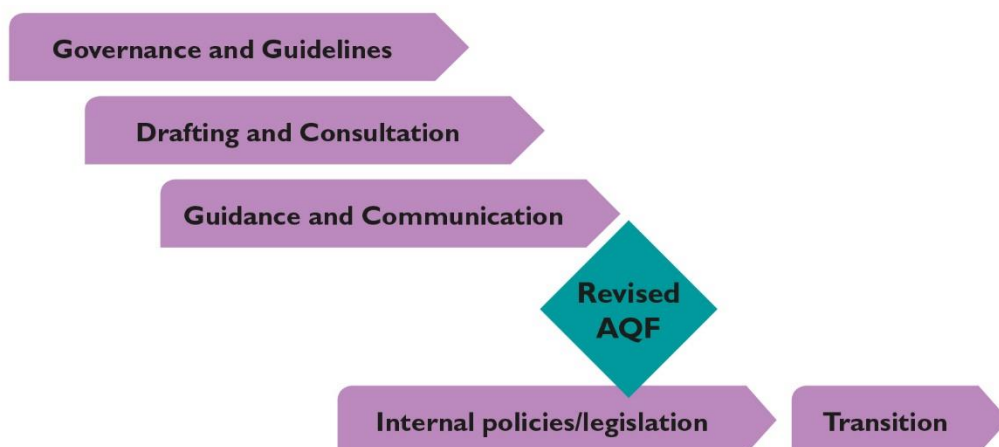 Governance and Guidelines
Drafting and Consultation
Guidance and Communication
Revised
AQF
Internal policies/legislation
Transition